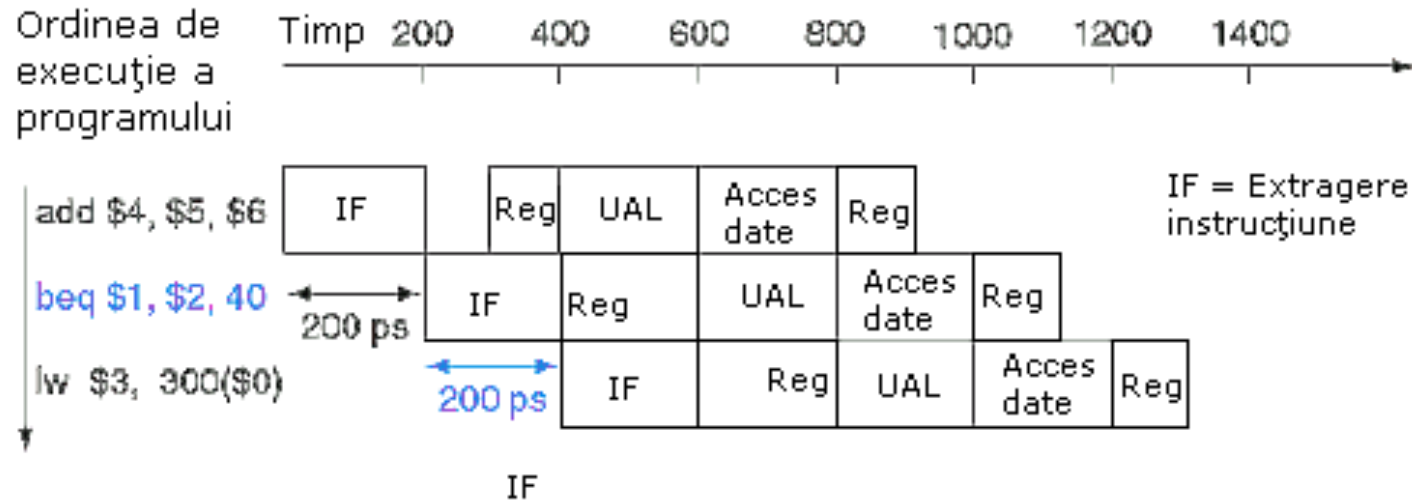 Ordinea de
execuţie a
programului
Timp 200 400 600 800 1000 1200 1400
add $4, $5, $6
IF
Reg
UAL
Acces
date
Reg
IF = Extragere
instrucţiune
beq $1, $2, 40
200 ps
IF
Reg
UAL
Acces
date
Reg
lw $3, 300($0)
200 ps
IF
Reg
UAL
Acces
date
Reg
IF